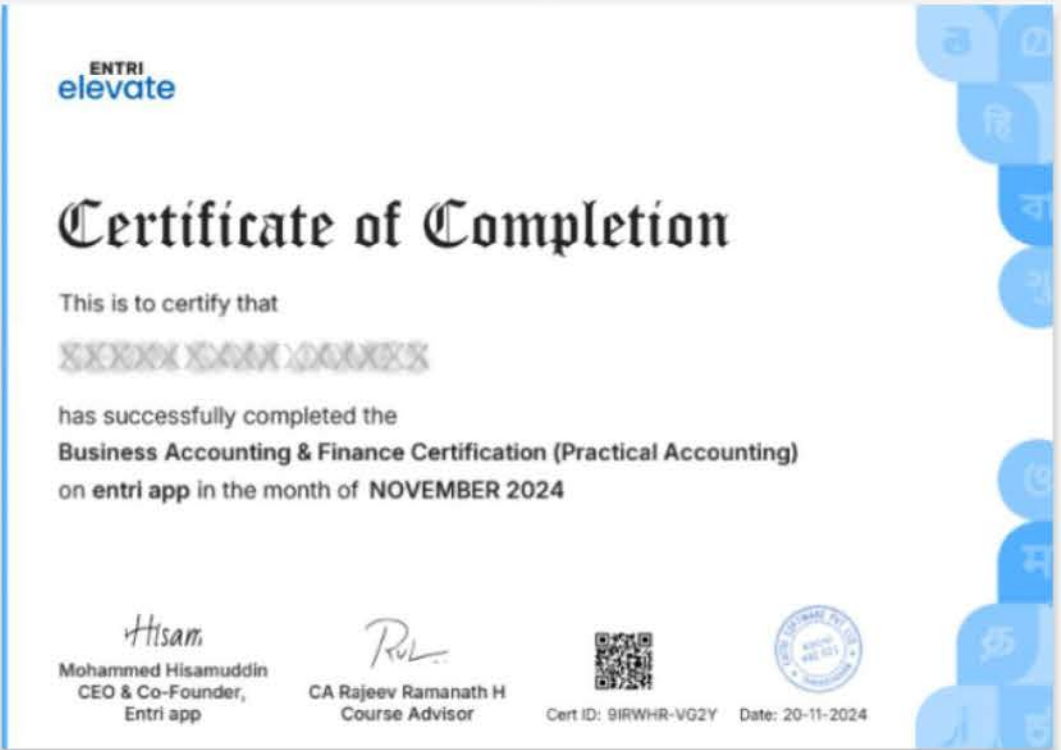 ENTRI
elevate
Certificate of Completion
This is to certify that
has successfully completed the
Business Accounting & Finance Certification (Practical Accounting)
on entri app in the month of NOVEMBER 2024
Hisam
Mohammed Hisamuddin
CEO & Co-Founder,
Entri app
CA Rajeev Ramanath H
Course Advisor
Cert ID: 9IRWHR-VG2Y
Date: 20-11-2024
हि
म
த